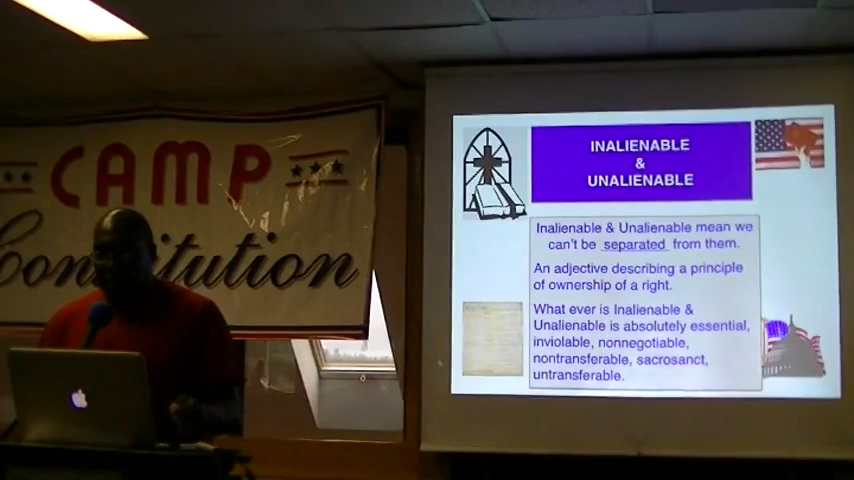 CAMP
Constitution
INALIENABLE
&
UNALIENABLE
Inalienable & Unalienable mean we
can't be separated from them.
An adjective describing a principle
of ownership of a right.
What ever is Inalienable &
Unalienable is absolutely essential,
inviolable, nonnegotiable,
nontransferable, sacrosanct,
untransferable.